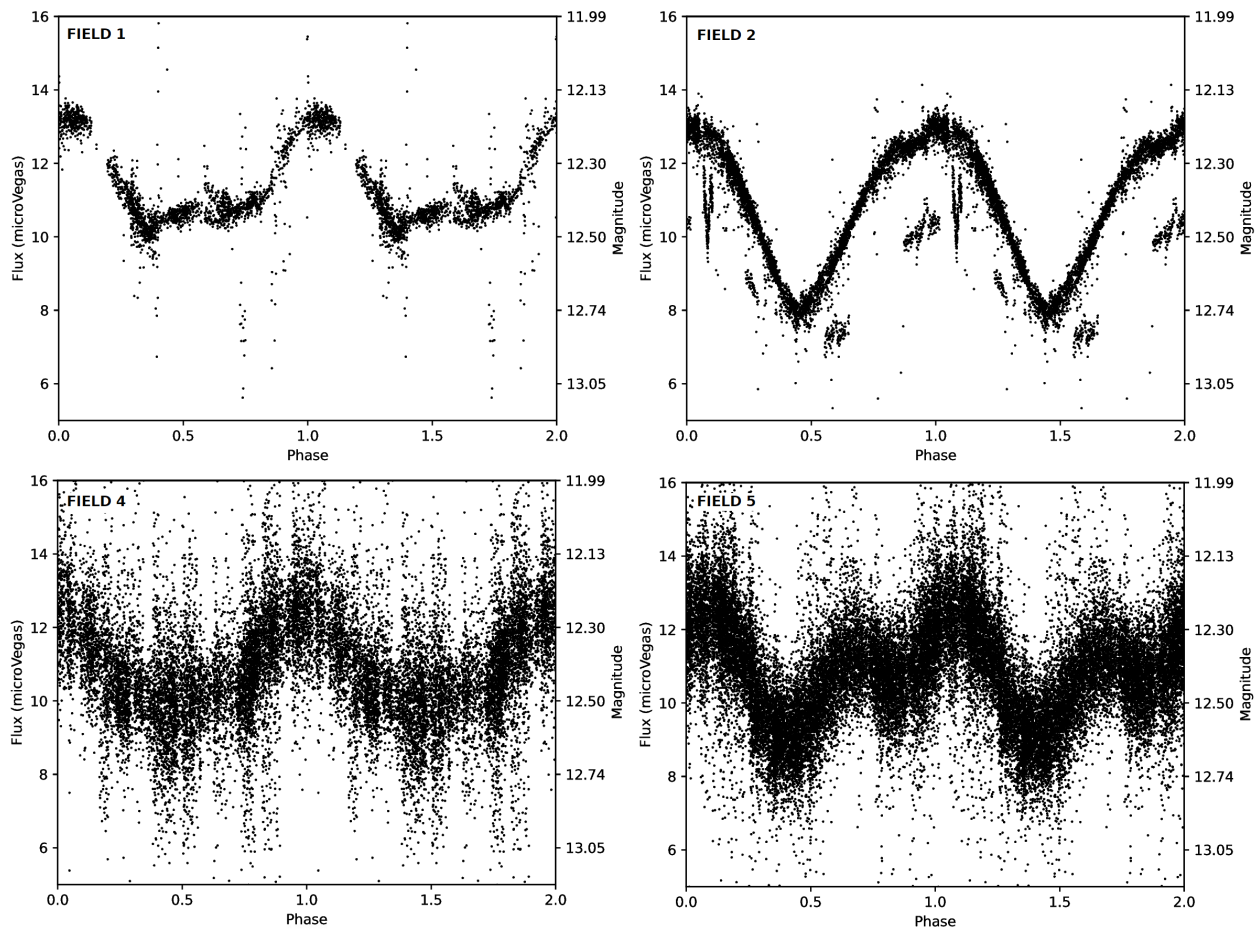 FIELD 1
16
14
12
10
8
6
11.99
12.13
12.30
12.50
12.74
13.05
0.0 0.5 1.0 1.5 2.0
Phase
Flux (microVegas)
Magnitude
FIELD 2
16
14
12
10
8
6
11.99
12.13
12.30
12.50
12.74
13.05
0.0 0.5 1.0 1.5 2.0
Phase
Flux (microVegas)
Magnitude
FIELD 4
16
14
12
10
8
6
11.99
12.13
12.30
12.50
12.74
13.05
0.0 0.5 1.0 1.5 2.0
Phase
Flux (microVegas)
Magnitude
FIELD 5
16
14
12
10
8
6
11.99
12.13
12.30
12.50
12.74
13.05
0.0 0.5 1.0 1.5 2.0
Phase
Flux (microVegas)
Magnitude